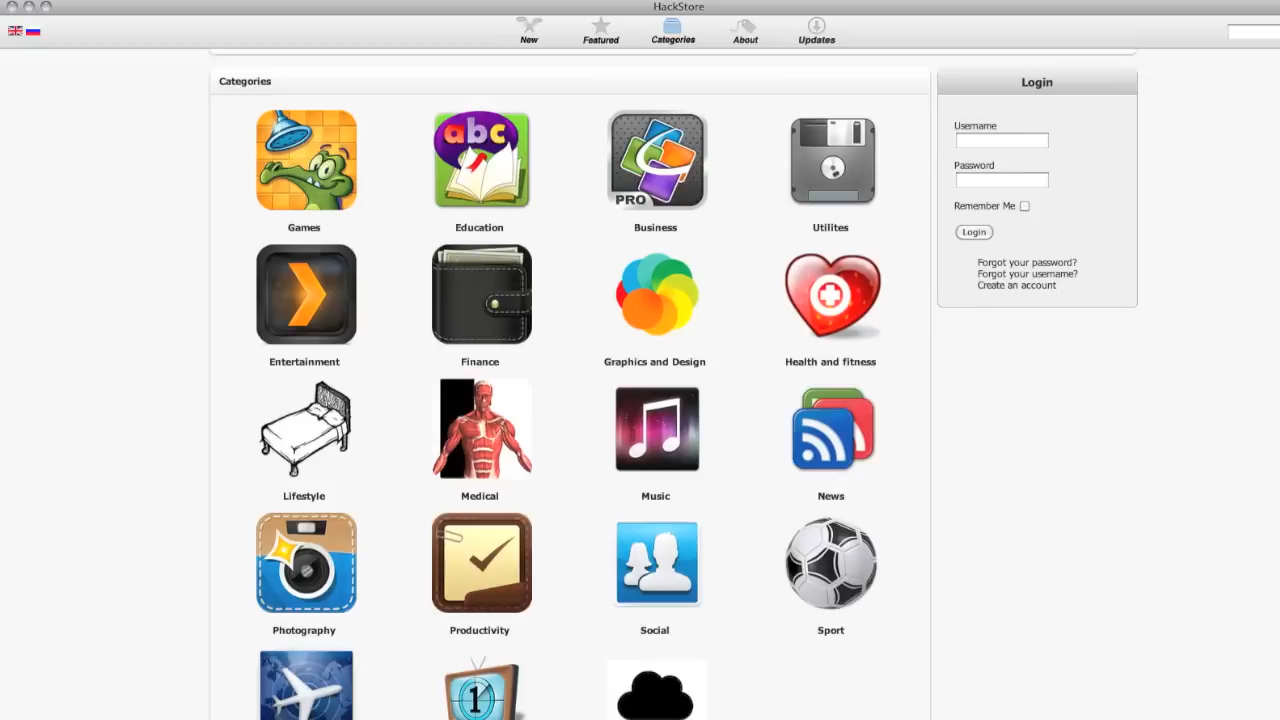 HackStore
New Featured Categories About Updates
Categories
Login
abc
PRO
Games Education Business Utilites
Username
Password
Remember Me
Login
Forgot your password?
Forgot your username?
Create an account
Entertainment Finance Graphics and Design Health and fitness
Lifestyle Medical Music News
Photography Productivity Social Sport
1